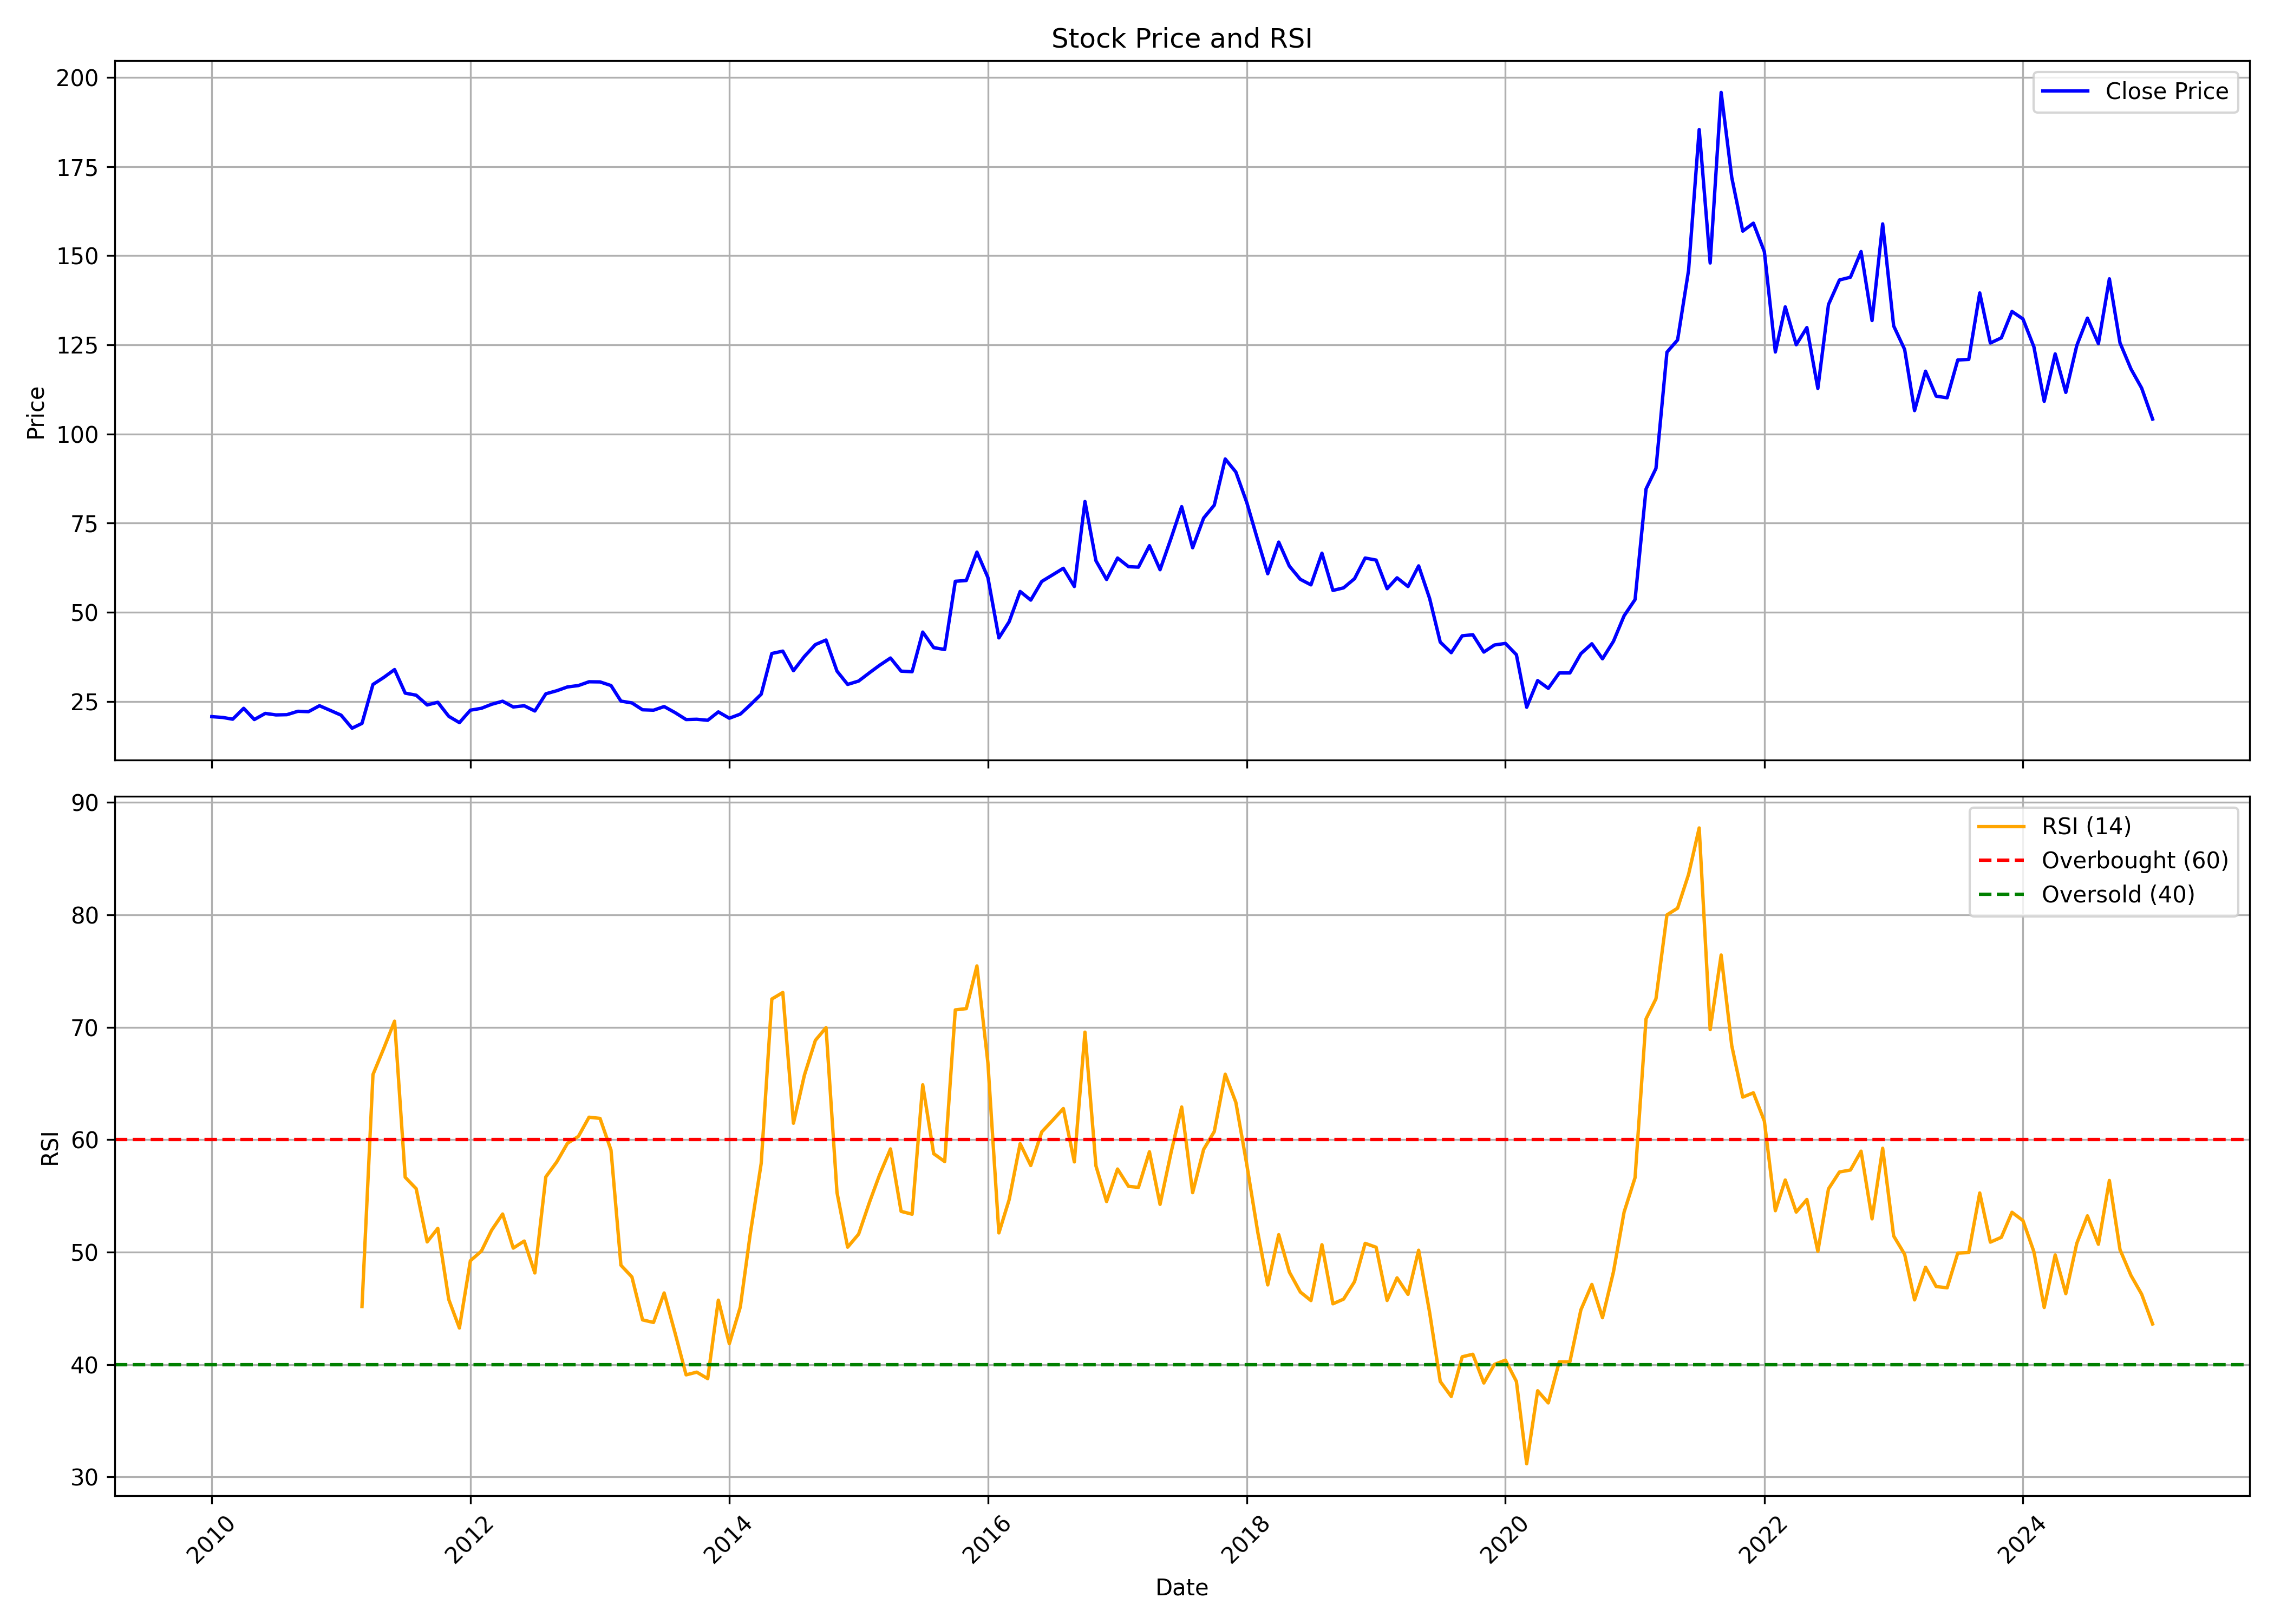 Stock Price and RSI
200
175
150
125
100
75
50
25
Price
Close Price
90
80
70
60
50
40
30
RSI
RSI (14)
Overbought (60)
Oversold (40)
2010
2012
2014
2016
2018
2020
2022
2024
Date